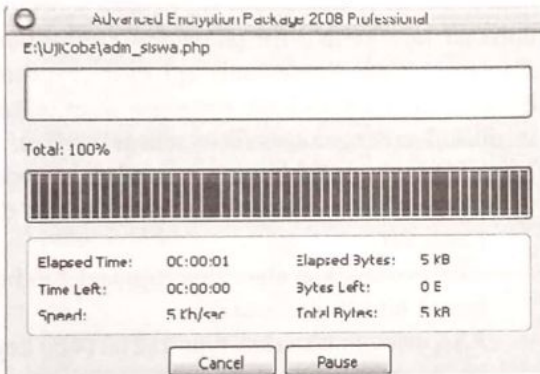 Advanced Encryption Package 2008 Professional
E:\UjiCoba\adm_siswa.php
Total: 100%
Elapsed Time: 00:00:01 Elapsed Bytes: 5 kB
Time Left: 00:00:00 Bytes Left: 0 B
Speed: 5 Kb/sec Total Bytes: 5 kB
Cancel Pause